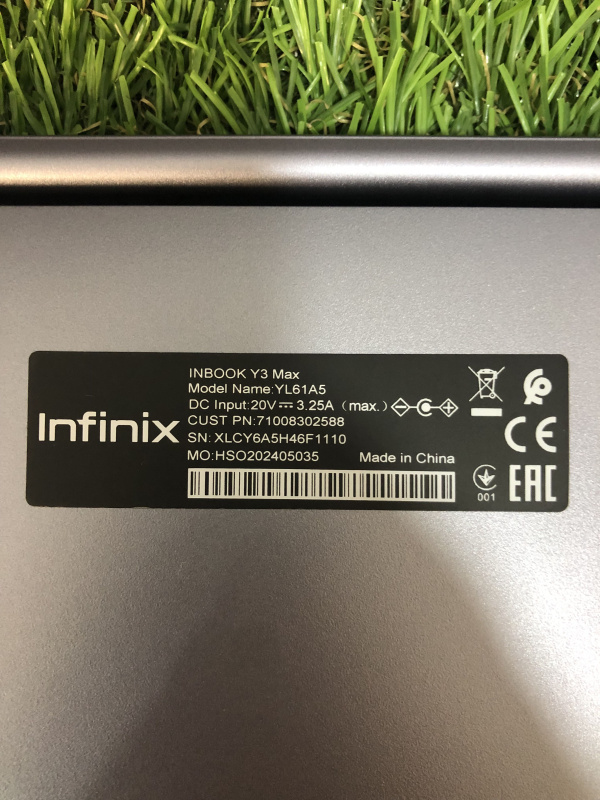 Infinix
INBOOK Y3 Max
Model Name:YL61A5
DC Input:20V⎓3.25A（max.）
CUST PN:71008302588
SN:XLCY6A5H46F1110
MO:HSO202405035
Made in China
CE
001
EAC